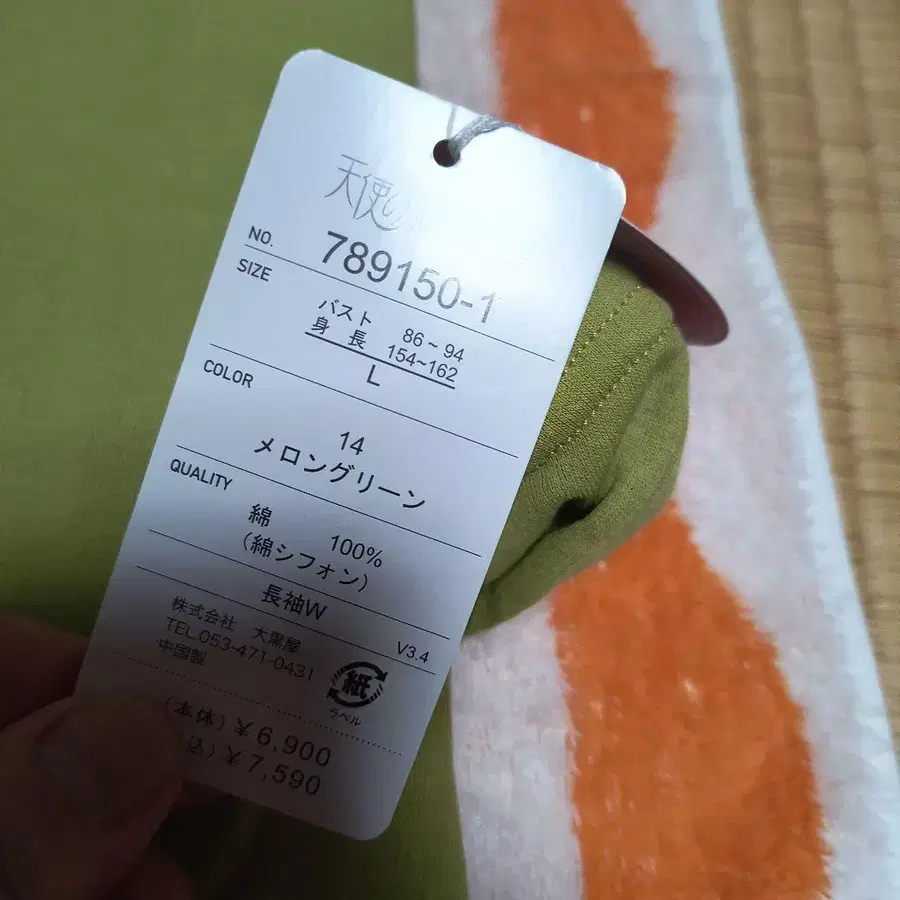 天使の
NO. 789150-1
SIZE
バスト 86~94
身長 154~162
L
COLOR
14
メロングリーン
QUALITY
綿 100%
(綿シフォン)
長袖W
株式会社 大黒屋 V3.4
TEL.053-471-0431
中国製
紙
ラベル
(本体) ¥6,900
¥7,590